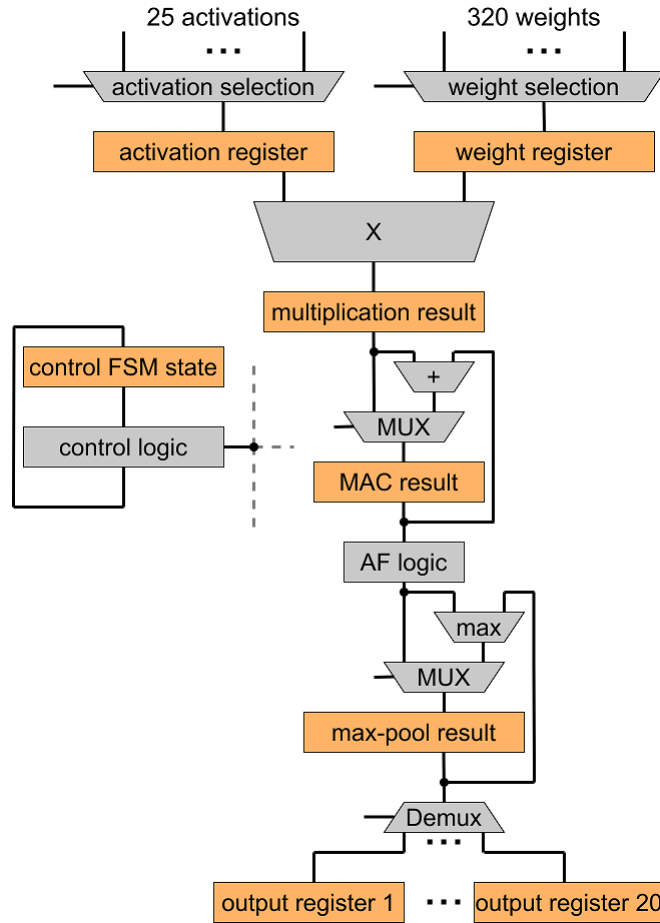 25 activations
320 weights
activation selection
weight selection
activation register
weight register
X
multiplication result
control FSM state
+
MUX
control logic
MAC result
AF logic
max
MUX
max-pool result
Demux
output register 1
output register 20